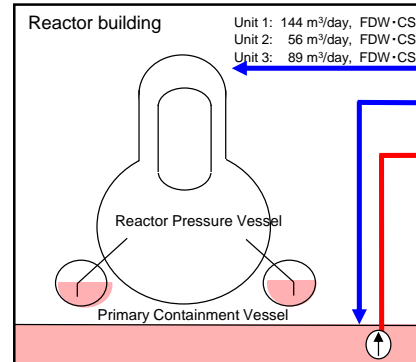 Reactor building
Unit 1: 144 m³/day, FDW・CS
Unit 2: 56 m³/day, FDW・CS
Unit 3: 89 m³/day, FDW・CS
Reactor Pressure Vessel
Primary Containment Vessel